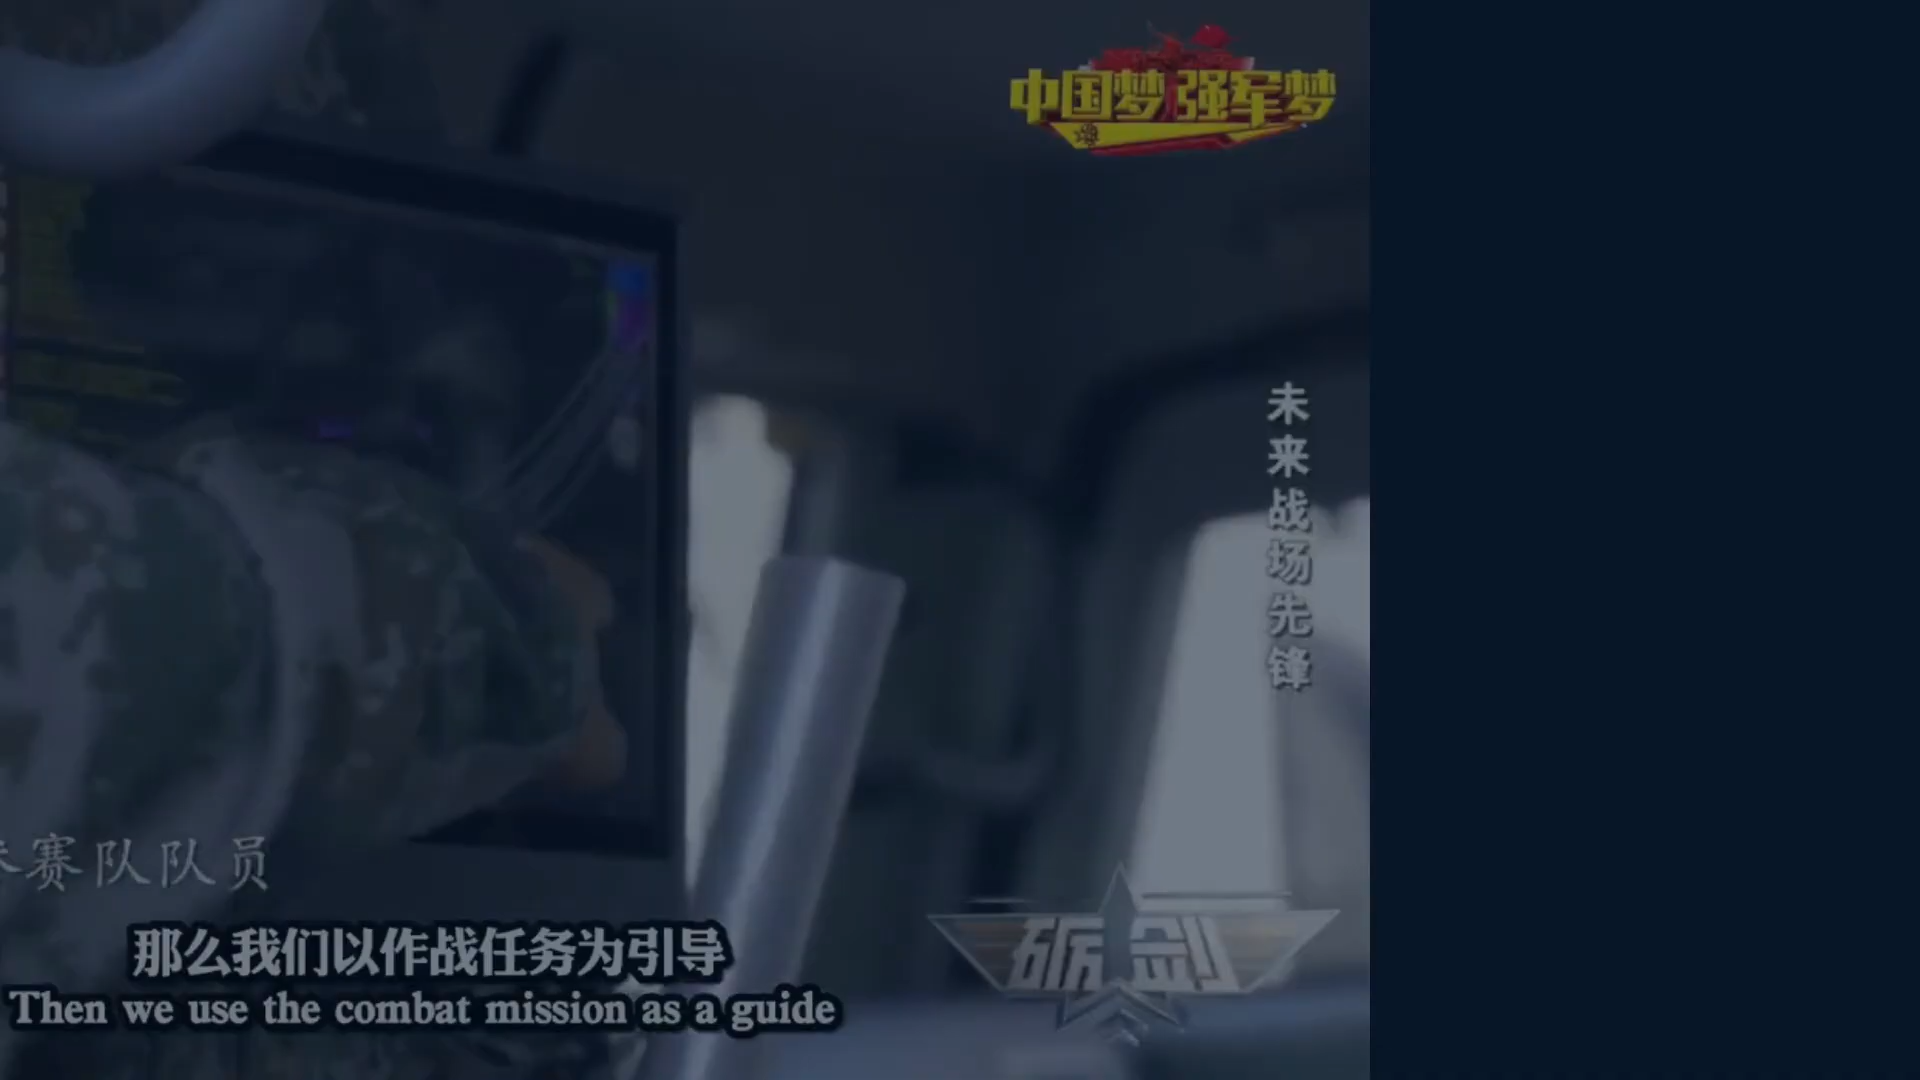 中国梦 强军梦
未来战场先锋
赛队队员
那么我们以作战任务为引导
Then we use the combat mission as a guide
砺剑